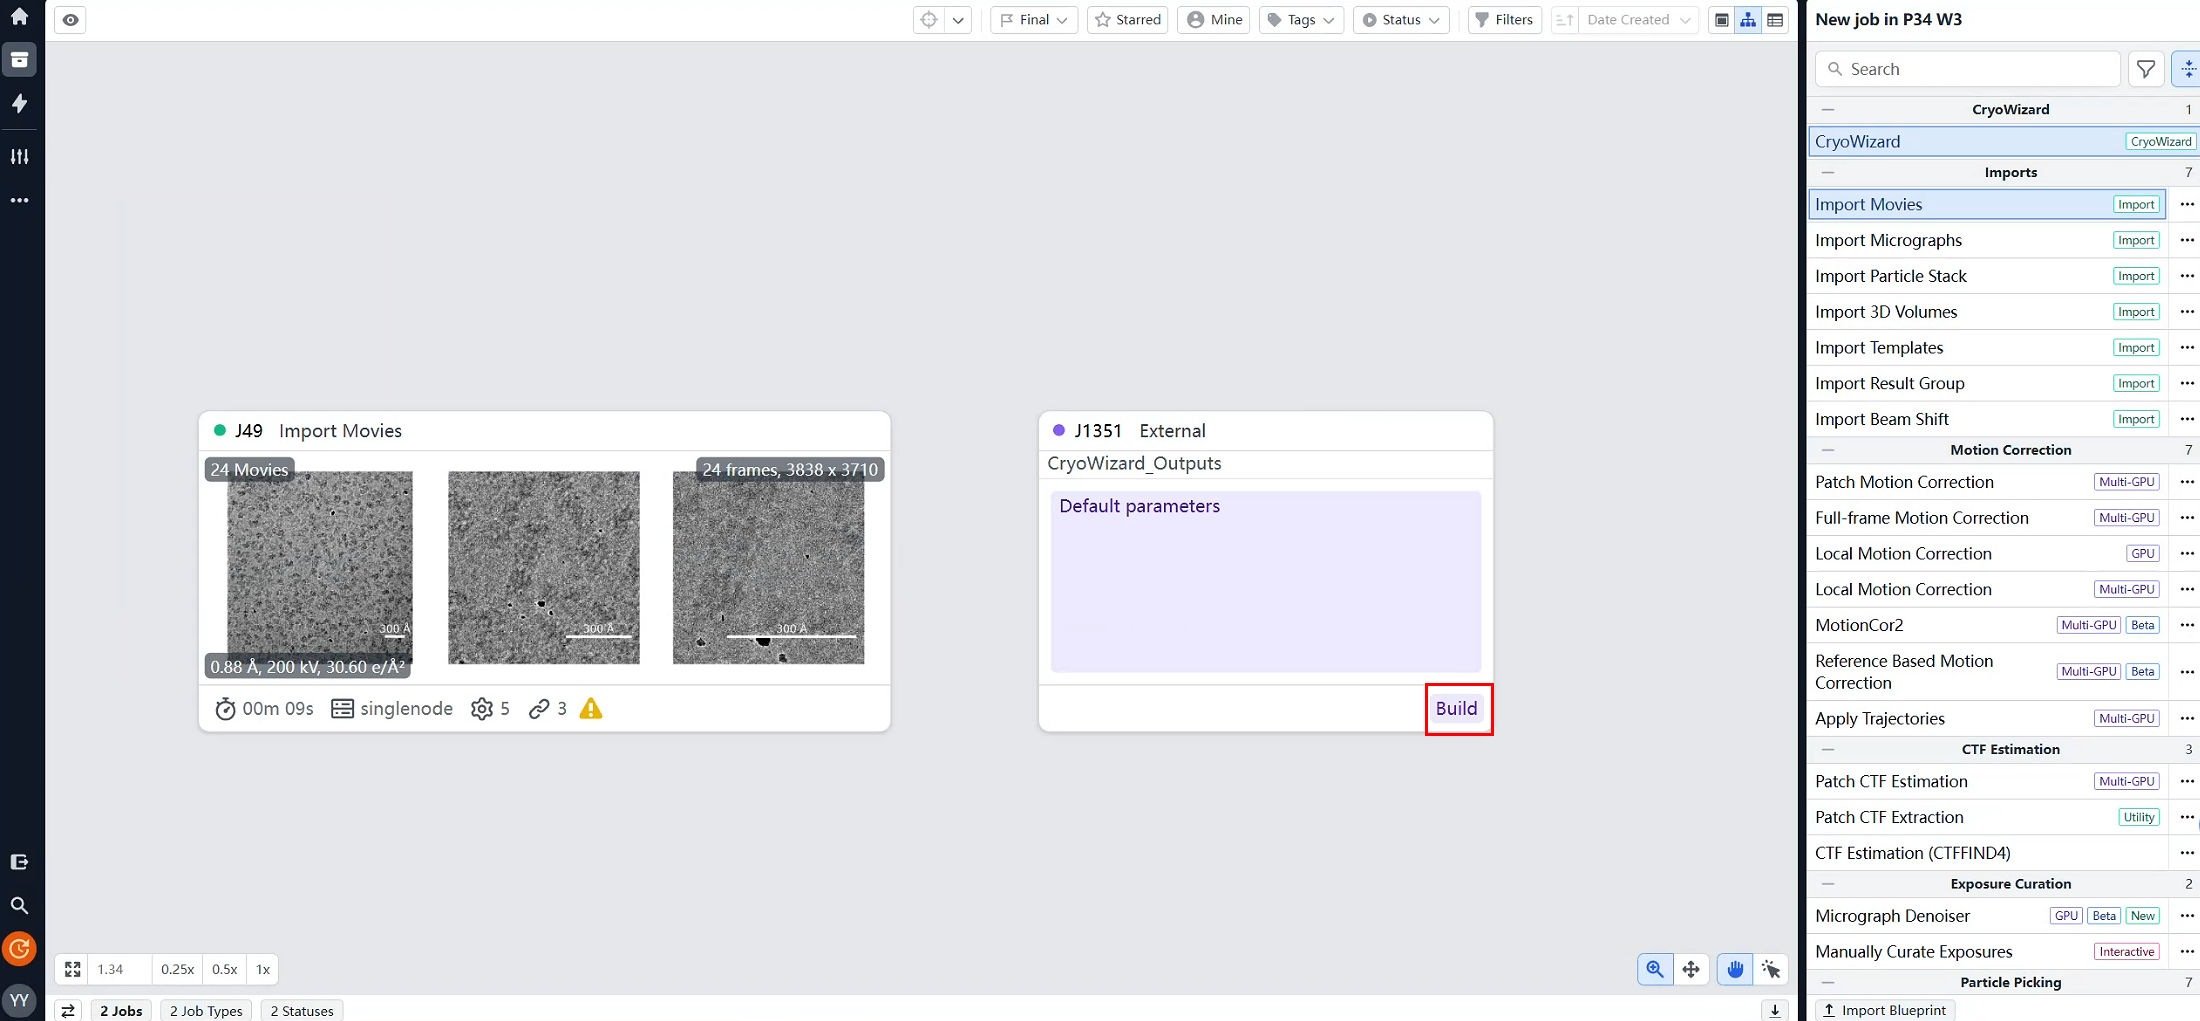 Final
Starred
Mine
Tags
Status
Filters
Date Created
New job in P34 W3
Search
CryoWizard 1
CryoWizard CryoWizard
Imports 7
Import Movies Import
Import Micrographs Import
Import Particle Stack Import
Import 3D Volumes Import
Import Templates Import
Import Result Group Import
Import Beam Shift Import
Motion Correction 7
Patch Motion Correction Multi-GPU
Full-frame Motion Correction Multi-GPU
Local Motion Correction GPU
Local Motion Correction Multi-GPU
MotionCor2 Multi-GPU Beta
Reference Based Motion
Correction Multi-GPU Beta
Apply Trajectories Multi-GPU
CTF Estimation 3
Patch CTF Estimation Multi-GPU
Patch CTF Extraction Utility
CTF Estimation (CTFFIND4)
Exposure Curation 2
Micrograph Denoiser GPU Beta New
Manually Curate Exposures Interactive
Particle Picking 7
Import Blueprint
J49 Import Movies
24 Movies
24 frames, 3838 x 3710
300 Å
300 Å
300 Å
0.88 Å, 200 kV, 30.60 e/Å²
00m 09s singlenode 5 3
J1351 External
CryoWizard_Outputs
Default parameters
Build
1.34 0.25x 0.5x 1x
YY
2 Jobs 2 Job Types 2 Statuses